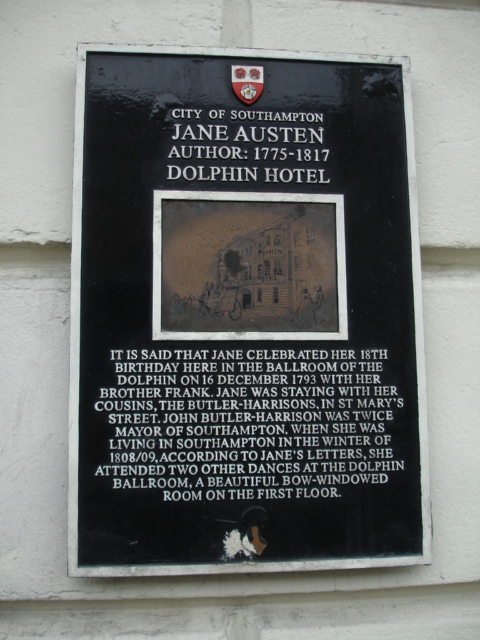 CITY OF SOUTHAMPTON
JANE AUSTEN
AUTHOR: 1775-1817
DOLPHIN HOTEL
IT IS SAID THAT JANE CELEBRATED HER 18TH
BIRTHDAY HERE IN THE BALLROOM OF THE
DOLPHIN ON 16 DECEMBER 1793 WITH HER
BROTHER FRANK. JANE WAS STAYING WITH HER
COUSINS, THE BUTLER-HARRISONS, IN ST MARY'S
STREET. JOHN BUTLER-HARRISON WAS TWICE
MAYOR OF SOUTHAMPTON. WHEN SHE WAS
LIVING IN SOUTHAMPTON IN THE WINTER OF
1808/09, ACCORDING TO JANE'S LETTERS, SHE
ATTENDED TWO OTHER DANCES AT THE DOLPHIN
BALLROOM, A BEAUTIFUL BOW-WINDOWED
ROOM ON THE FIRST FLOOR.